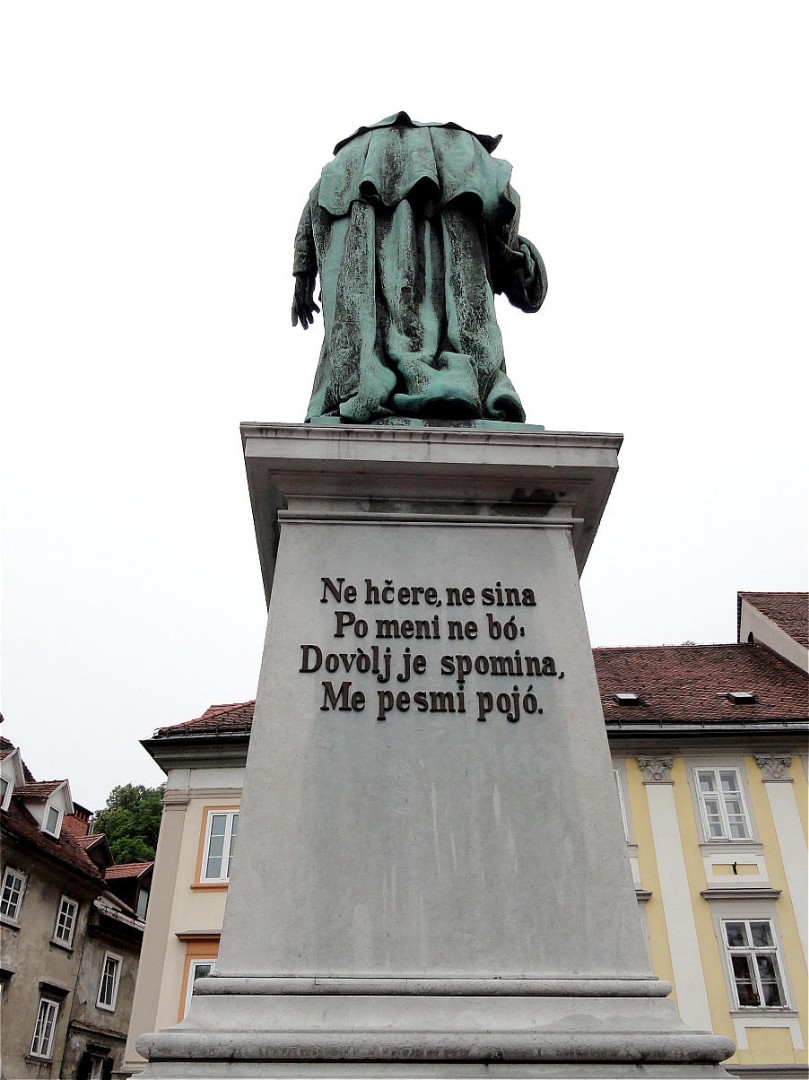 Ne hčere, ne sina
Po meni ne bó:
Dovòlj je spomina,
Me pesmi pojó.